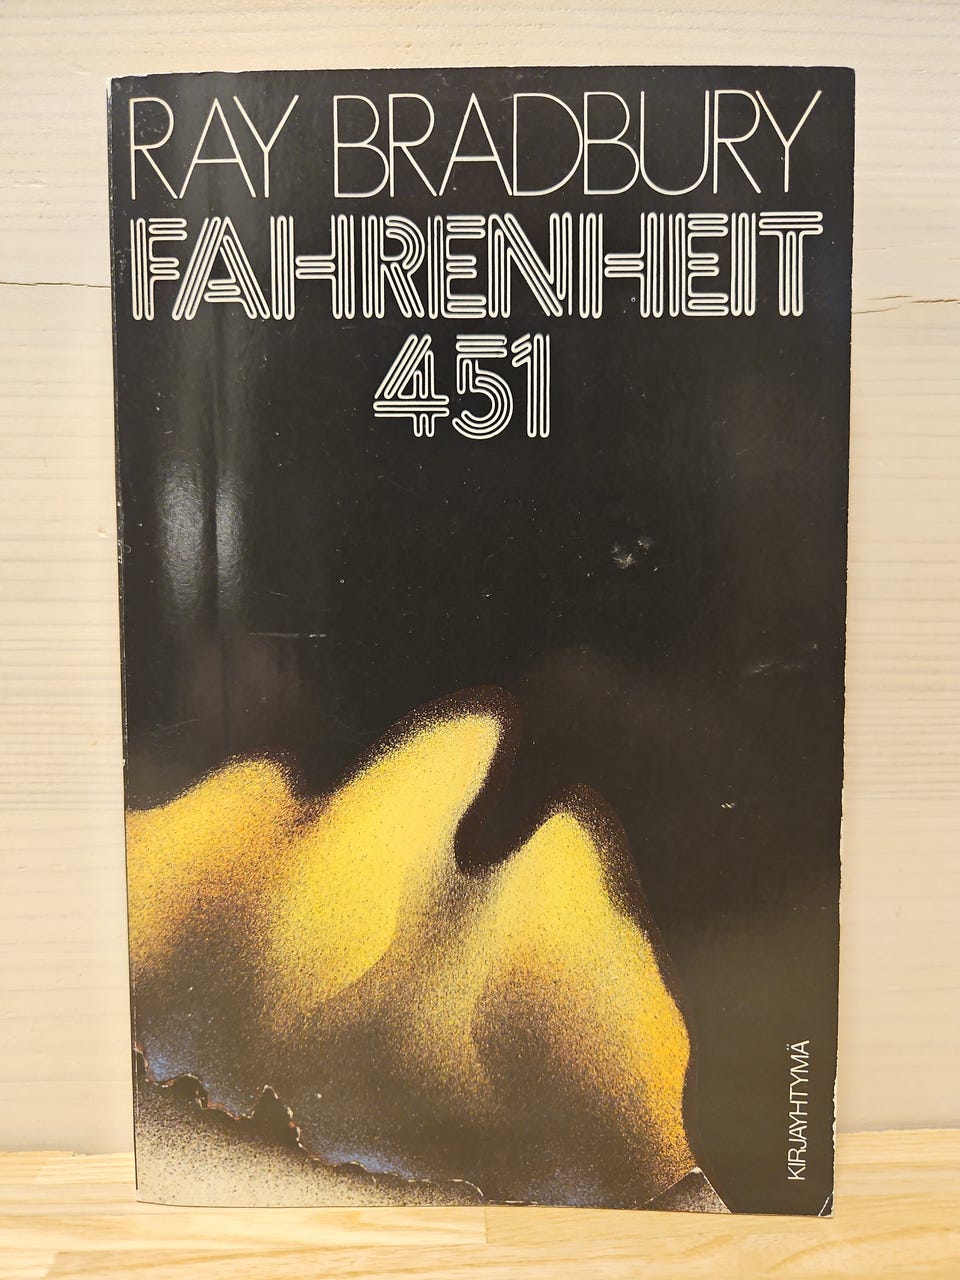 RAY BRADBURY
FAHRENHEIT
451
KIRJAYHTYMÄ